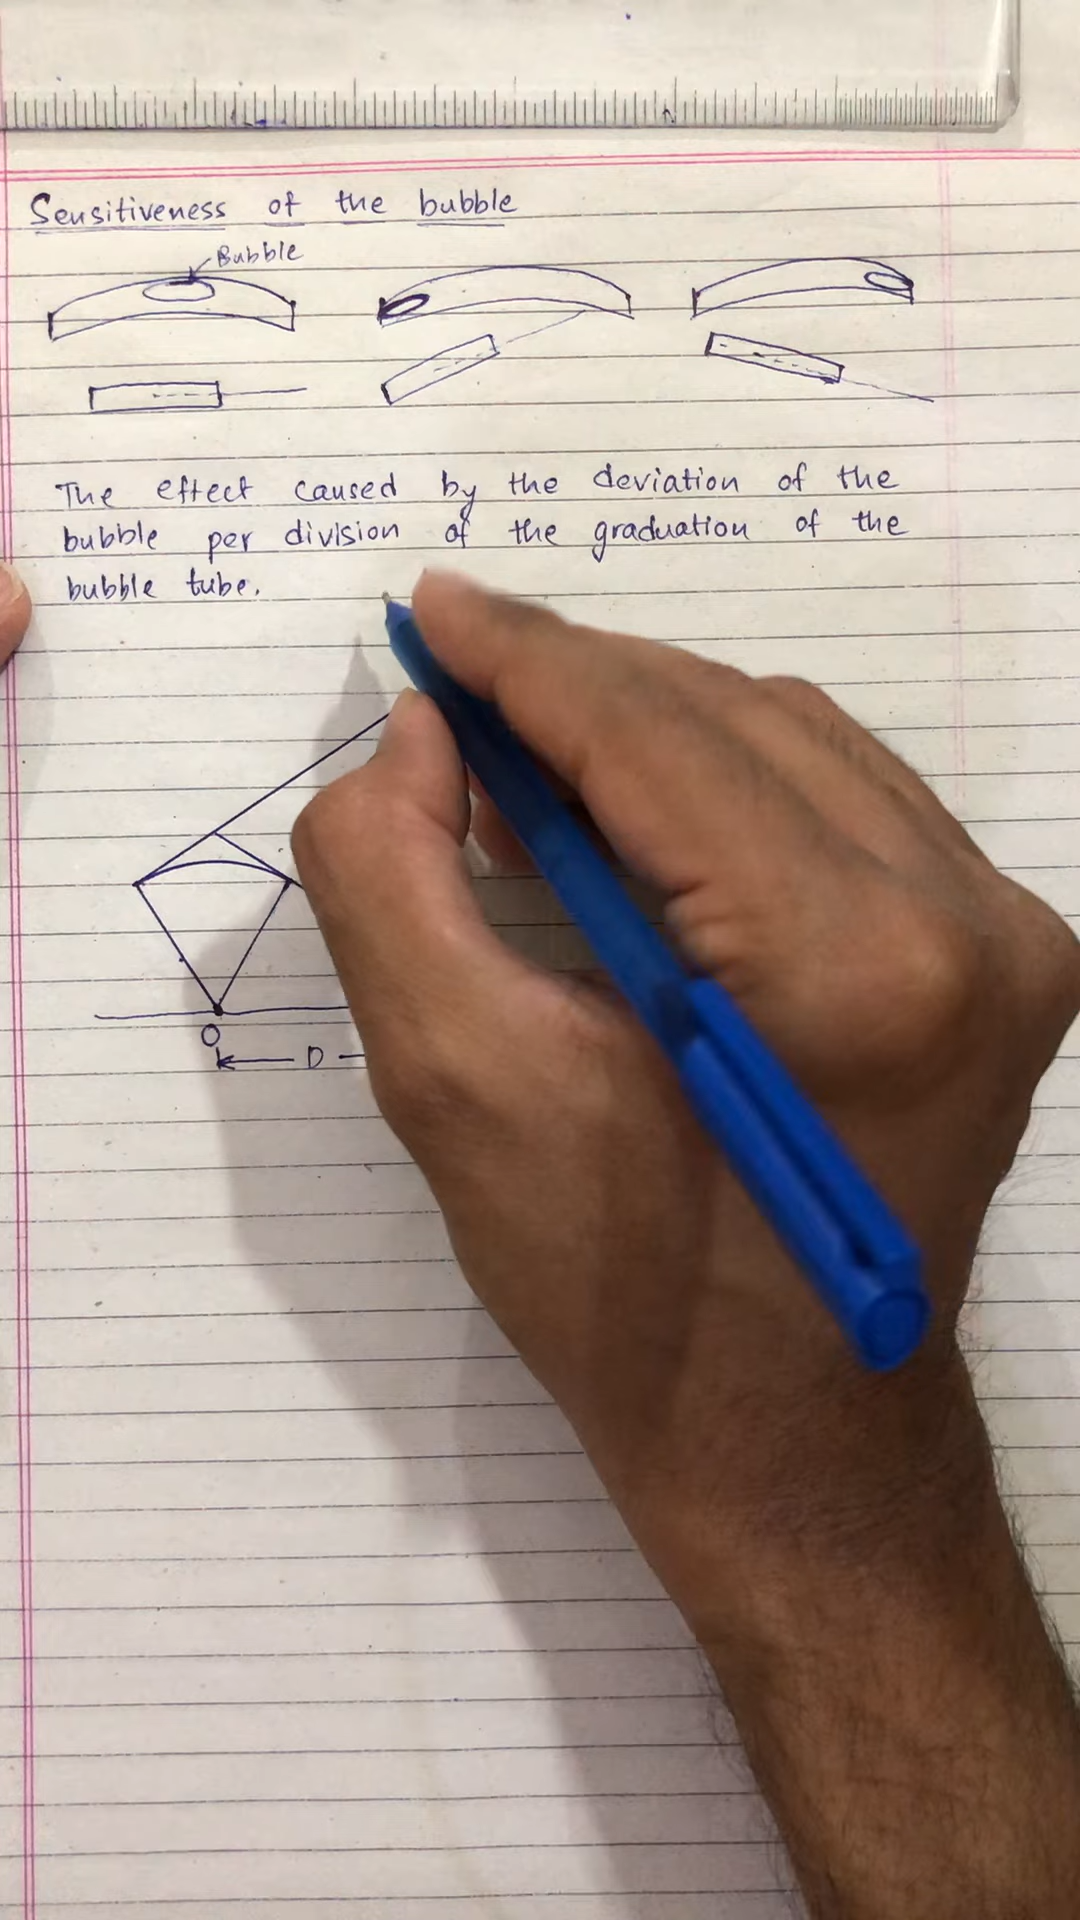 Sensitiveness of the bubble
Bubble
The effect caused by the deviation of the
bubble per division of the graduation of the
bubble tube.
O
D